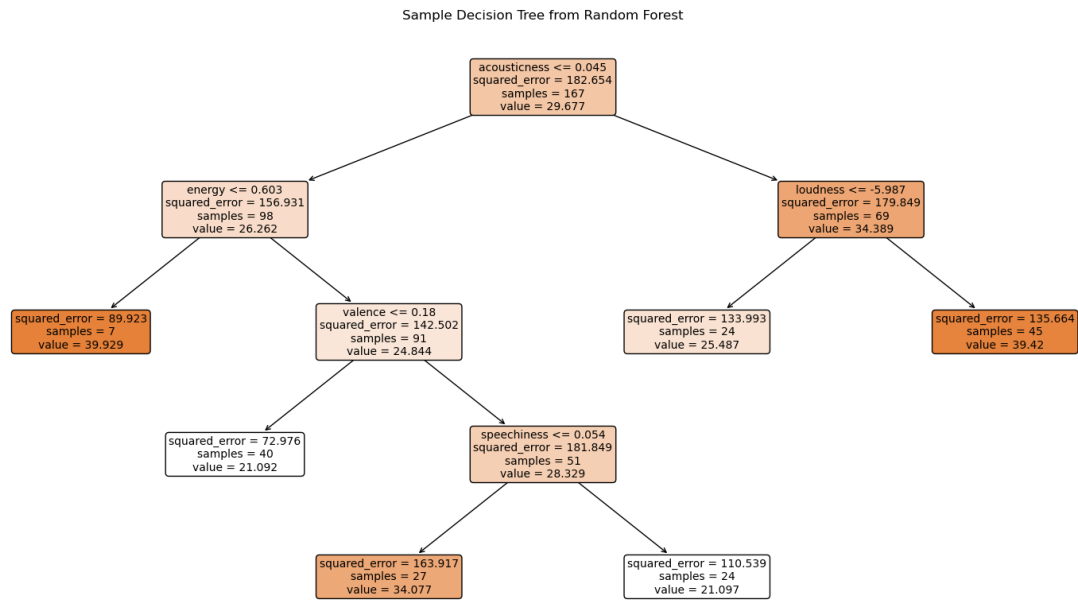 Sample Decision Tree from Random Forest
acousticness <= 0.045
squared_error = 182.654
samples = 167
value = 29.677
energy <= 0.603
squared_error = 156.931
samples = 98
value = 26.262
loudness <= -5.987
squared_error = 179.849
samples = 69
value = 34.389
squared_error = 89.923
samples = 7
value = 39.929
valence <= 0.18
squared_error = 142.502
samples = 91
value = 24.844
squared_error = 133.993
samples = 24
value = 25.487
squared_error = 135.664
samples = 45
value = 39.42
squared_error = 72.976
samples = 40
value = 21.092
speechiness <= 0.054
squared_error = 181.849
samples = 51
value = 28.329
squared_error = 163.917
samples = 27
value = 34.077
squared_error = 110.539
samples = 24
value = 21.097